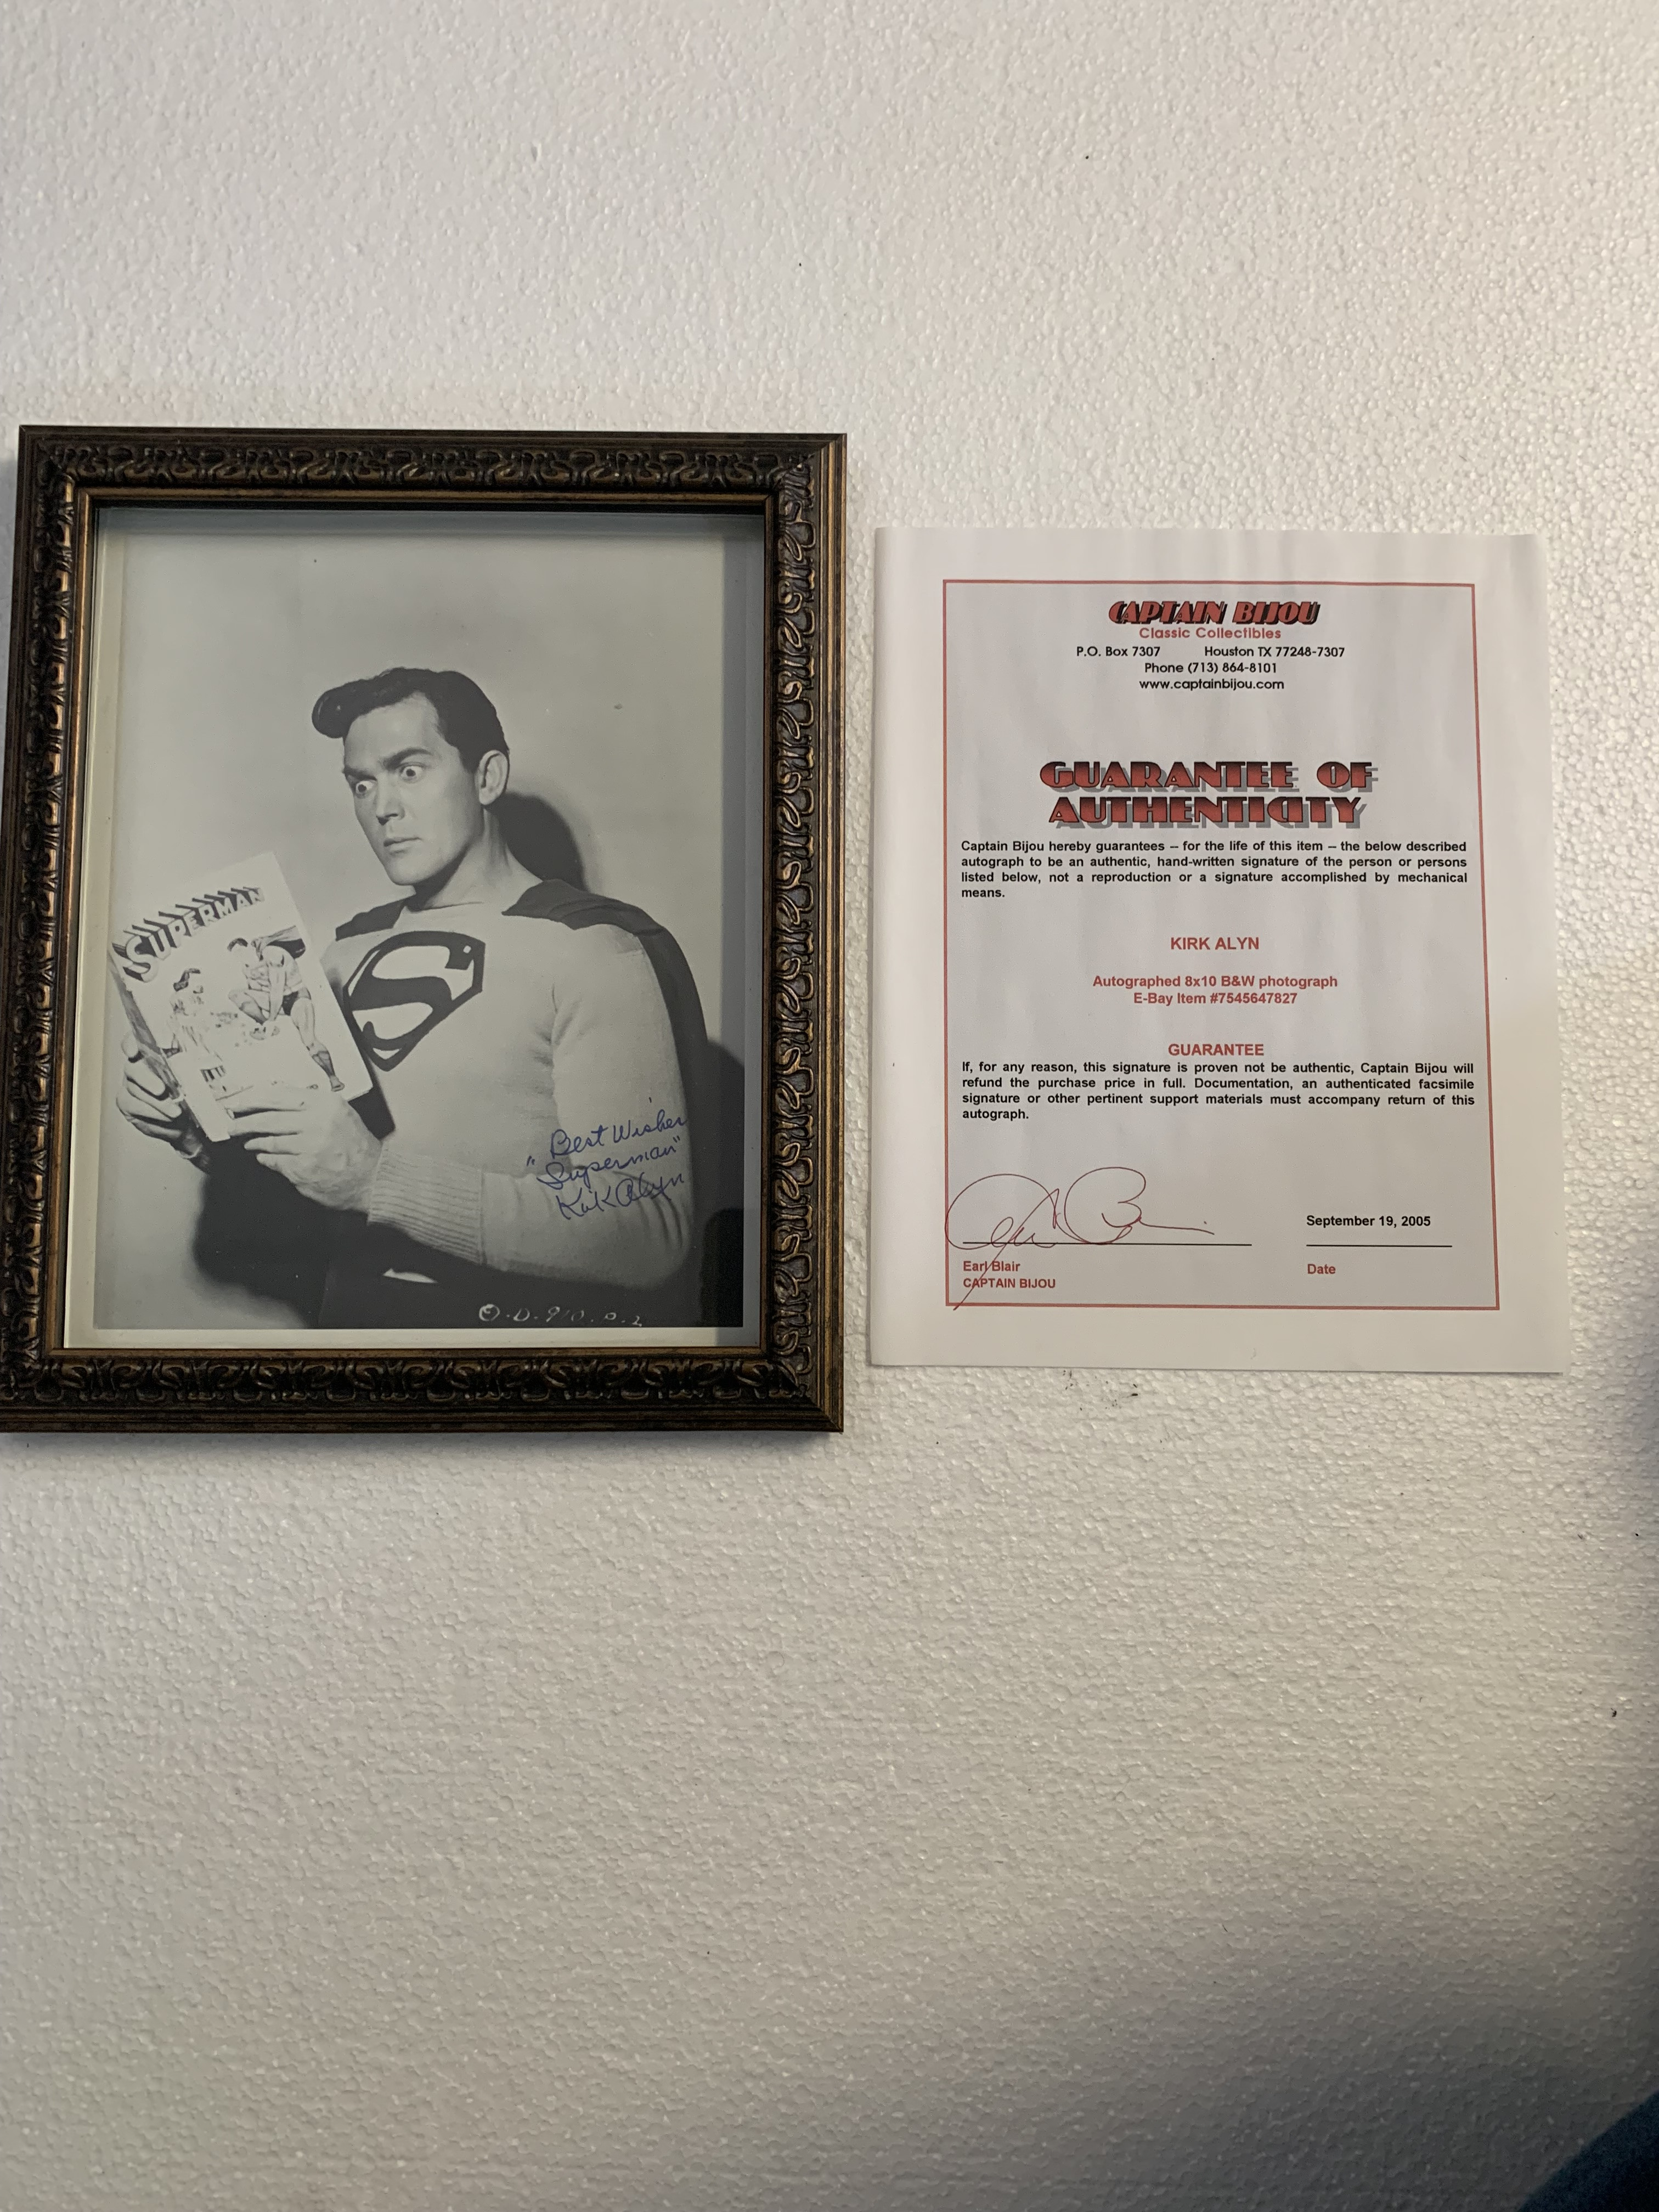 SUPERMAN
"Best Wishes
Superman"
Kirk Alyn
CAPTAIN BIJOU
Classic Collectibles
P.O. Box 7307 Houston TX 77248-7307
Phone (713) 864-8101
www.captainbijou.com
GUARANTEE OF
AUTHENTICITY
Captain Bijou hereby guarantees -- for the life of this item -- the below described
autograph to be an authentic, hand-written signature of the person or persons
listed below, not a reproduction or a signature accomplished by mechanical
means.
KIRK ALYN
Autographed 8x10 B&W photograph
E-Bay Item #7545647827
GUARANTEE
If, for any reason, this signature is proven not be authentic, Captain Bijou will
refund the purchase price in full. Documentation, an authenticated facsimile
signature or other pertinent support materials must accompany return of this
autograph.
September 19, 2005
Earl Blair
Date
CAPTAIN BIJOU